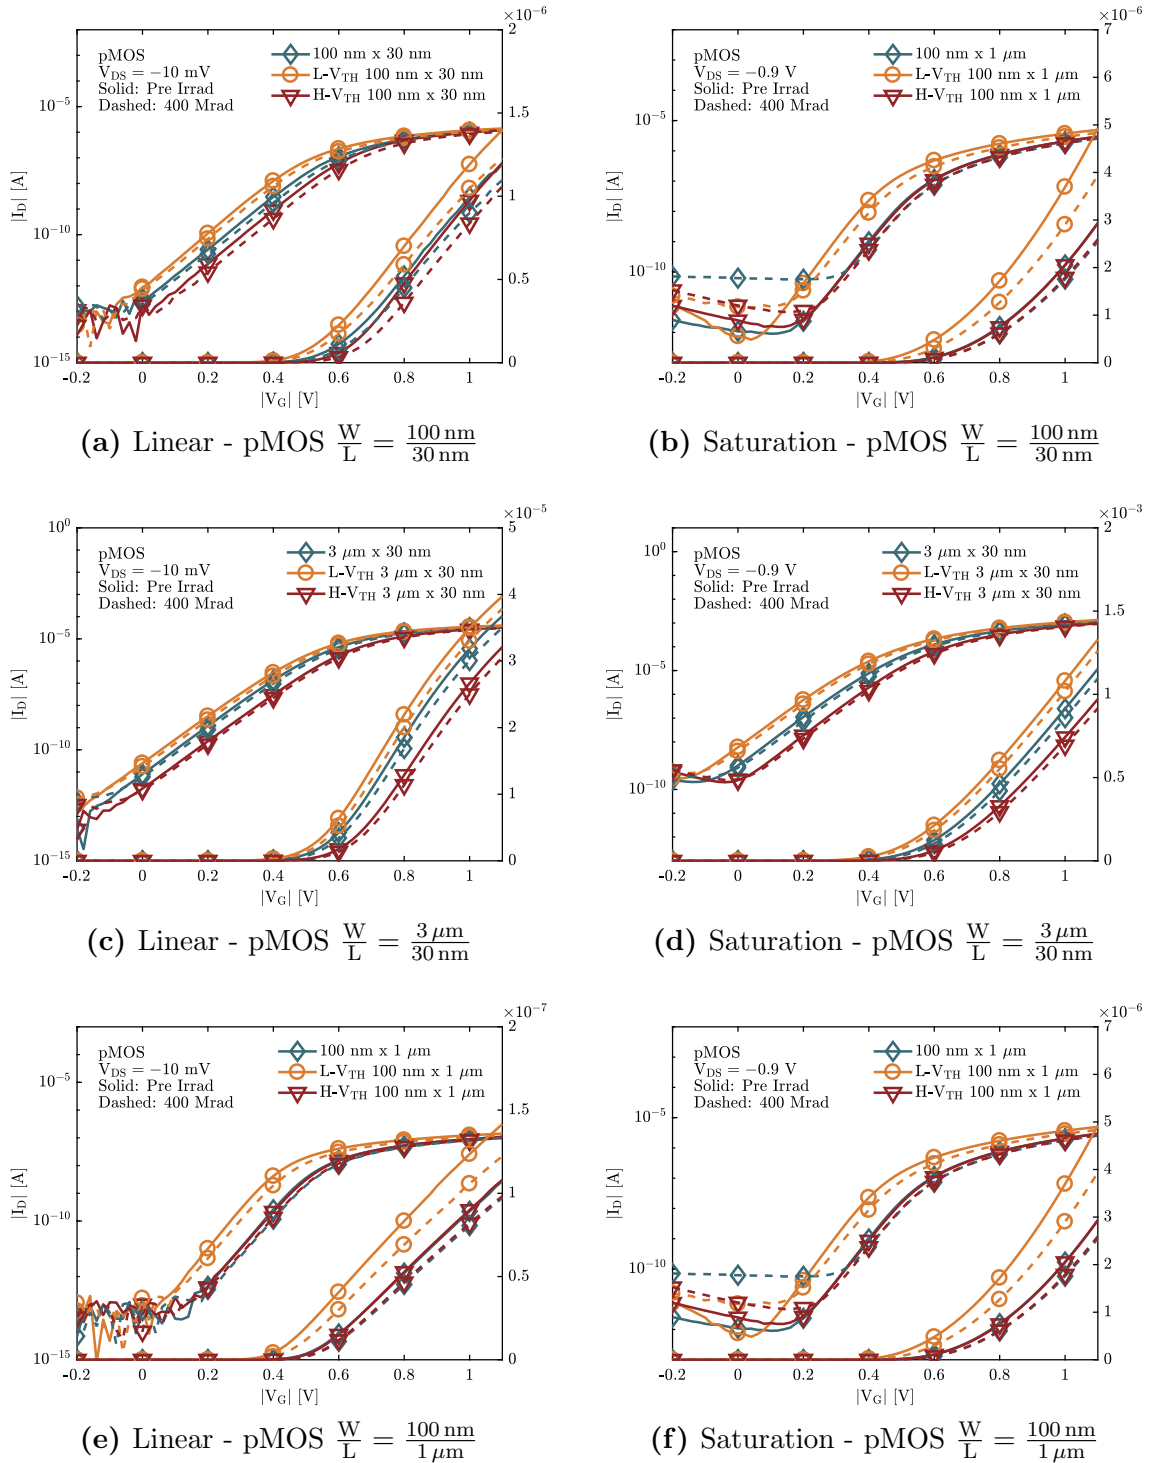 ×10⁻⁶
2
pMOS
V_DS = −10 mV
Solid: Pre Irrad
Dashed: 400 Mrad
100 nm x 30 nm
L-V_TH 100 nm x 30 nm
H-V_TH 100 nm x 30 nm
10⁻⁵
10⁻¹⁰
10⁻¹⁵
|I_D| [A]
1.5
1
0.5
0
-0.2 0 0.2 0.4 0.6 0.8 1
|V_G| [V]
(a) Linear - pMOS W/L = 100 nm/30 nm
×10⁻⁶
7
pMOS
V_DS = −0.9 V
Solid: Pre Irrad
Dashed: 400 Mrad
100 nm x 1 μm
L-V_TH 100 nm x 1 μm
H-V_TH 100 nm x 1 μm
10⁻⁵
10⁻¹⁰
|I_D| [A]
6
5
4
3
2
1
0
-0.2 0 0.2 0.4 0.6 0.8 1
|V_G| [V]
(b) Saturation - pMOS W/L = 100 nm/30 nm
×10⁻⁵
5
pMOS
V_DS = −10 mV
Solid: Pre Irrad
Dashed: 400 Mrad
3 μm x 30 nm
L-V_TH 3 μm x 30 nm
H-V_TH 3 μm x 30 nm
10⁰
10⁻⁵
10⁻¹⁰
10⁻¹⁵
|I_D| [A]
4
3
2
1
0
-0.2 0 0.2 0.4 0.6 0.8 1
|V_G| [V]
(c) Linear - pMOS W/L = 3 μm/30 nm
×10⁻³
2
pMOS
V_DS = −0.9 V
Solid: Pre Irrad
Dashed: 400 Mrad
3 μm x 30 nm
L-V_TH 3 μm x 30 nm
H-V_TH 3 μm x 30 nm
10⁰
10⁻⁵
10⁻¹⁰
|I_D| [A]
1.5
1
0.5
0
-0.2 0 0.2 0.4 0.6 0.8 1
|V_G| [V]
(d) Saturation - pMOS W/L = 3 μm/30 nm
×10⁻⁷
2
pMOS
V_DS = −10 mV
Solid: Pre Irrad
Dashed: 400 Mrad
100 nm x 1 μm
L-V_TH 100 nm x 1 μm
H-V_TH 100 nm x 1 μm
10⁻⁵
10⁻¹⁰
10⁻¹⁵
|I_D| [A]
1.5
1
0.5
0
-0.2 0 0.2 0.4 0.6 0.8 1
|V_G| [V]
(e) Linear - pMOS W/L = 100 nm/1 μm
×10⁻⁶
7
pMOS
V_DS = −0.9 V
Solid: Pre Irrad
Dashed: 400 Mrad
100 nm x 1 μm
L-V_TH 100 nm x 1 μm
H-V_TH 100 nm x 1 μm
10⁻⁵
10⁻¹⁰
|I_D| [A]
6
5
4
3
2
1
0
-0.2 0 0.2 0.4 0.6 0.8 1
|V_G| [V]
(f) Saturation - pMOS W/L = 100 nm/1 μm